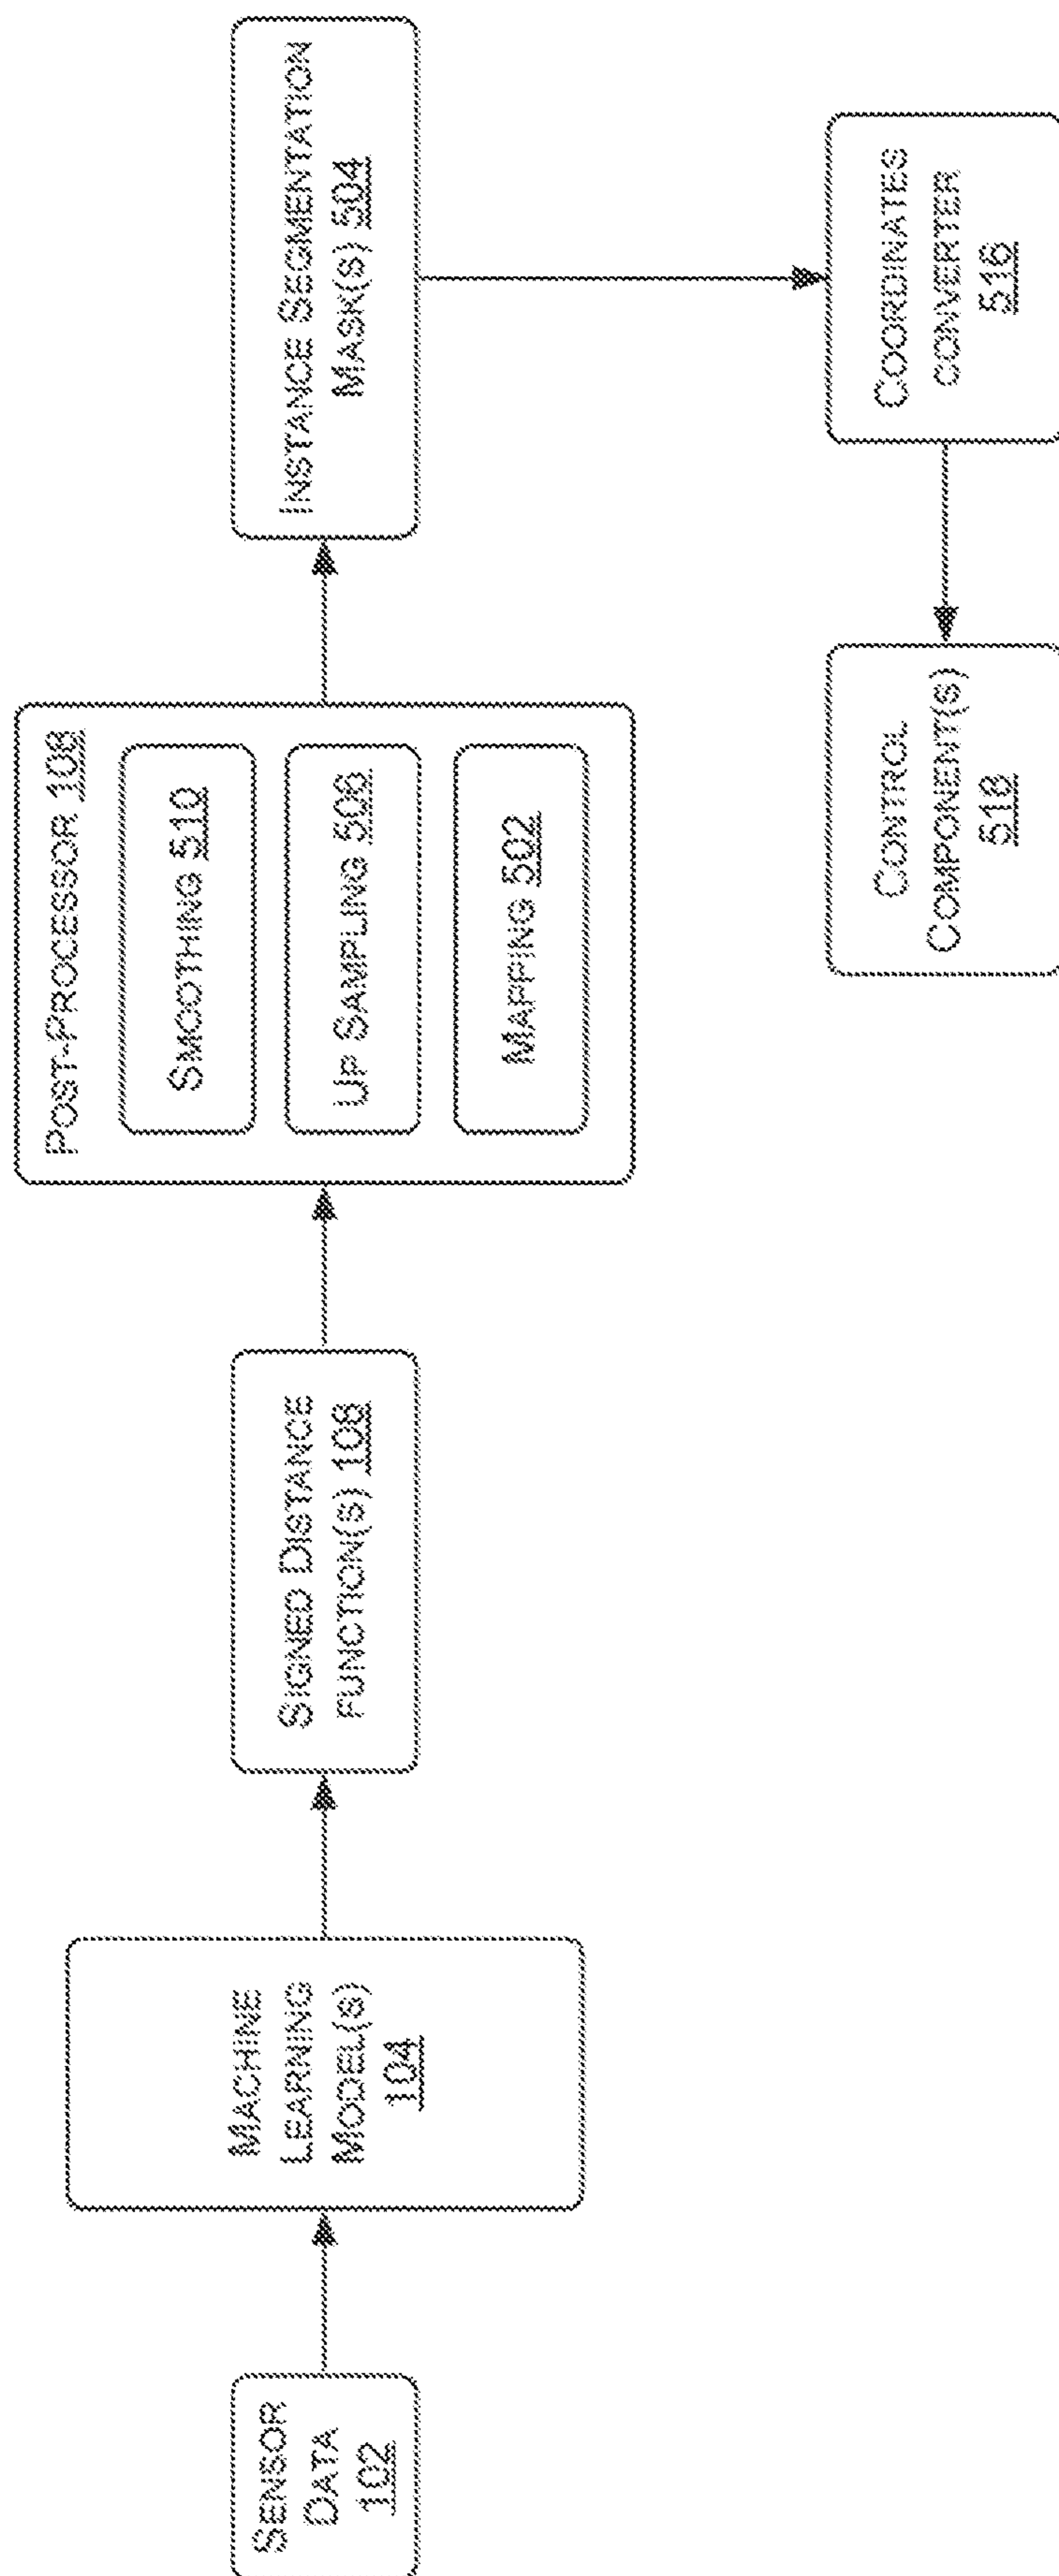 SENSOR
DATA
102
MACHINE
LEARNING
MODEL(S)
104
SIGNED DISTANCE
FUNCTION(S) 108
POST-PROCESSOR 108
SMOOTHING 510
UP SAMPLING 506
MAPPING 502
INSTANCE SEGMENTATION
MASK(S) 504
CONTROL
COMPONENT(S)
518
COORDINATES
CONVERTER
516